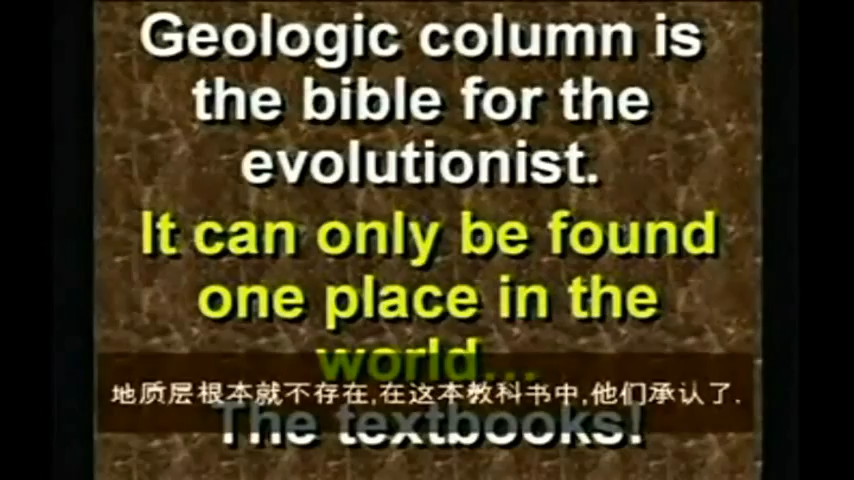 Geologic column is
the bible for the
evolutionist.
It can only be found
one place in the
world...
地质层根本就不存在,在这本教科书中,他们承认了.
The textbooks!